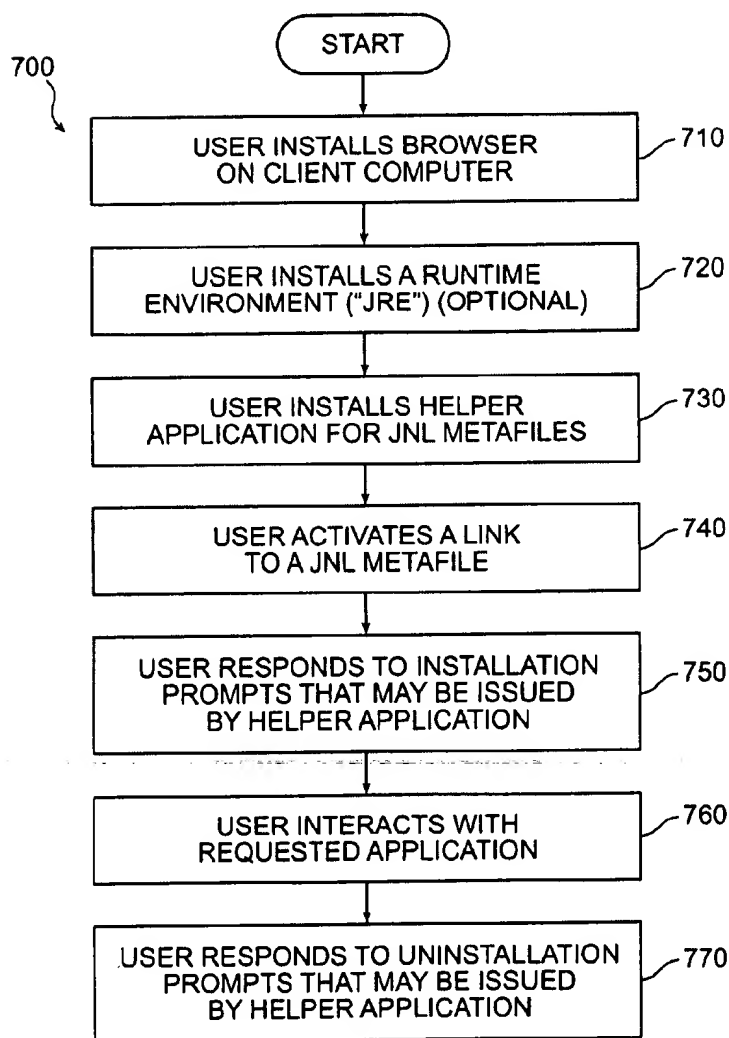 START
700
USER INSTALLS BROWSER
ON CLIENT COMPUTER
710
USER INSTALLS A RUNTIME
ENVIRONMENT ("JRE") (OPTIONAL)
720
USER INSTALLS HELPER
APPLICATION FOR JNL METAFILES
730
USER ACTIVATES A LINK
TO A JNL METAFILE
740
USER RESPONDS TO INSTALLATION
PROMPTS THAT MAY BE ISSUED
BY HELPER APPLICATION
750
USER INTERACTS WITH
REQUESTED APPLICATION
760
USER RESPONDS TO UNINSTALLATION
PROMPTS THAT MAY BE ISSUED
BY HELPER APPLICATION
770